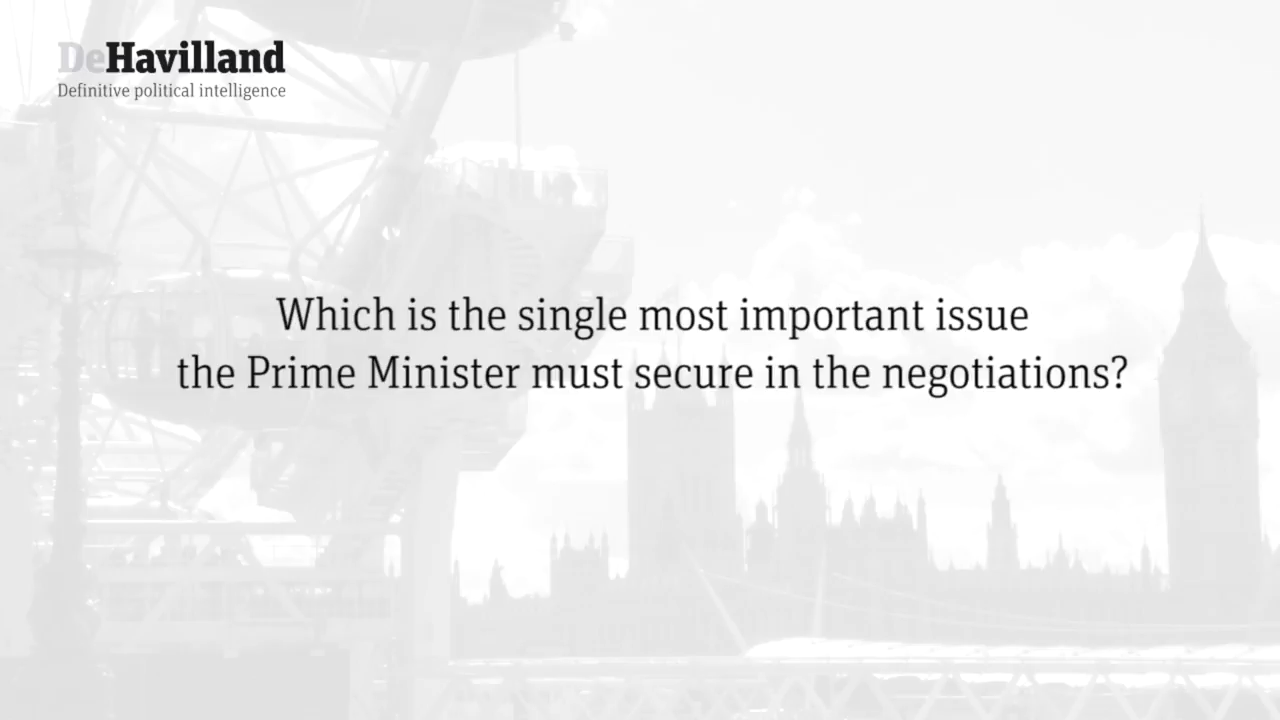 DeHavilland
Definitive political intelligence
Which is the single most important issue
the Prime Minister must secure in the negotiations?